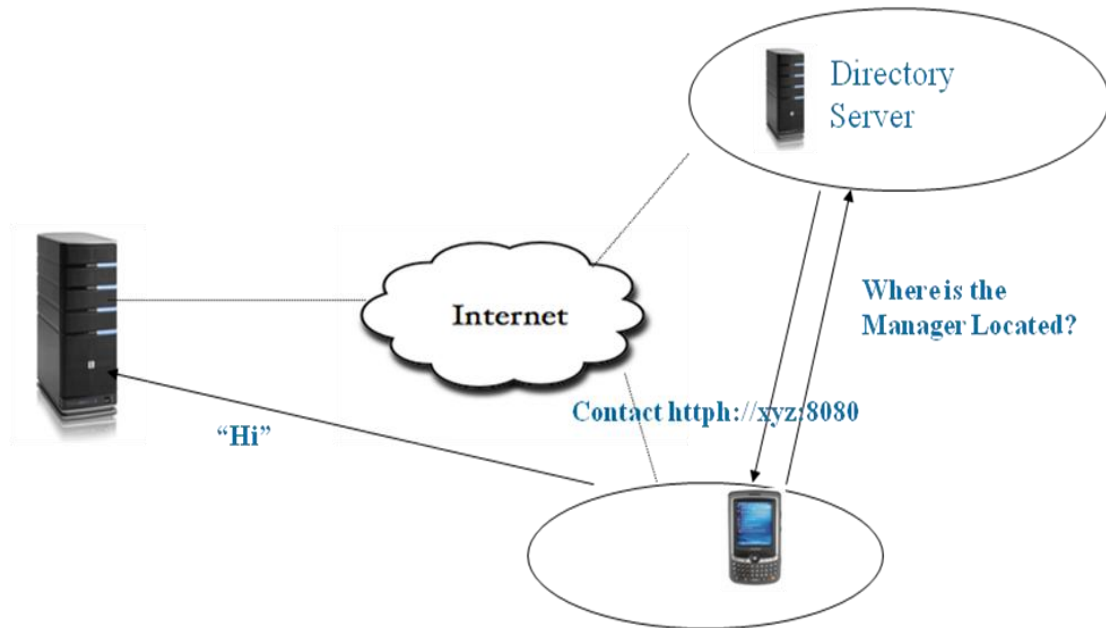 Directory
Server
Where is the
Manager Located?
Internet
Contact httph://xyz:8080
“Hi”